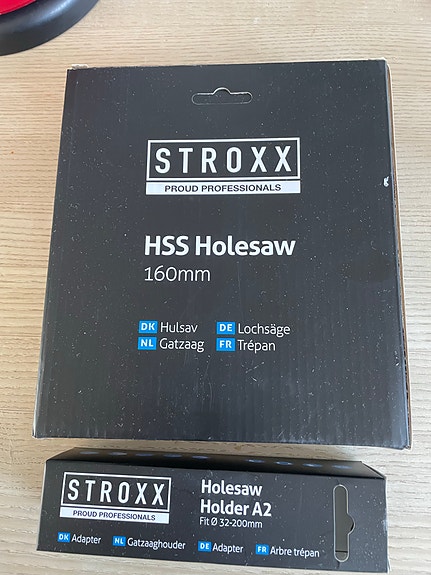 STROXX
PROUD PROFESSIONALS
HSS Holesaw
160mm
DK Hulsav DE Lochsäge
NL Gatzaag FR Trépan
STROXX
PROUD PROFESSIONALS
Holesaw
Holder A2
Fit Ø 32-200mm
DK Adapter NL Gatzaaghouder DE Adapter FR Arbre trépan